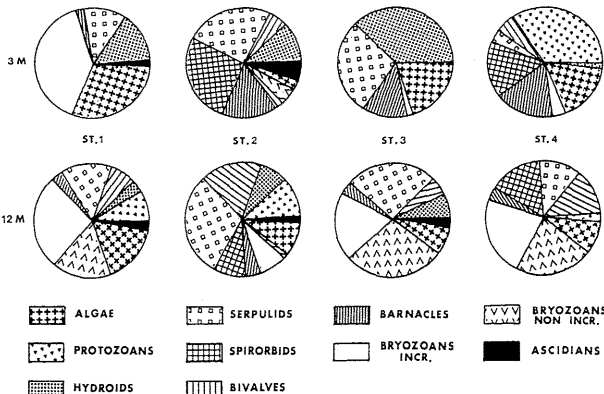 3 M
ST.1 ST.2 ST.3 ST.4
12 M
ALGAE SERPULIDS BARNACLES BRYOZOANS NON INCR.
PROTOZOANS SPIRORBIDS BRYOZOANS INCR. ASCIDIANS
HYDROIDS BIVALVES